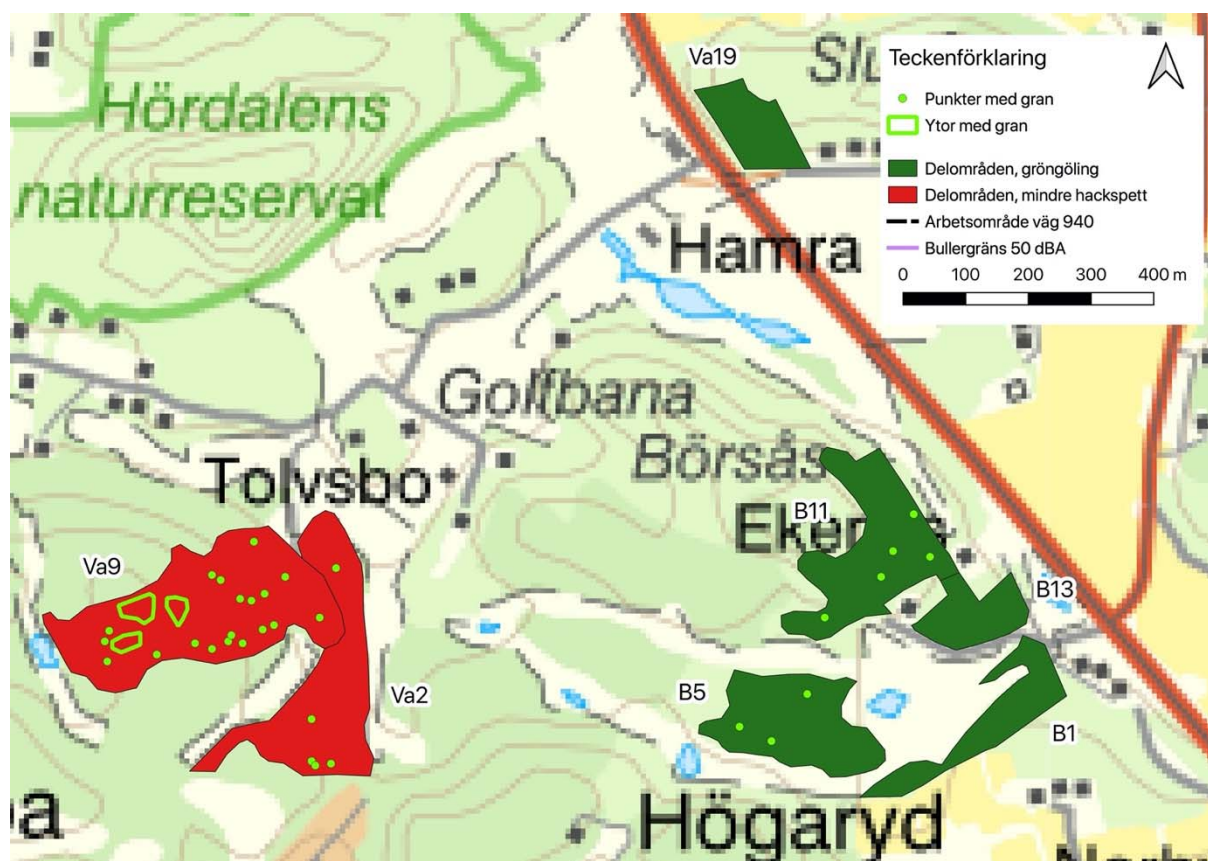 Va19
Teckenförklaring
Punkter med gran
Ytor med gran
Delområden, gröngöling
Delområden, mindre hackspett
Arbetsområde väg 940
Bullergräns 50 dBA
0 100 200 300 400 m
Hördalens
naturreservat
Hamra
Golfbana
Börsås
Tolvsbo
B11
Va9
B13
Va2
B5
B1
Högaryd